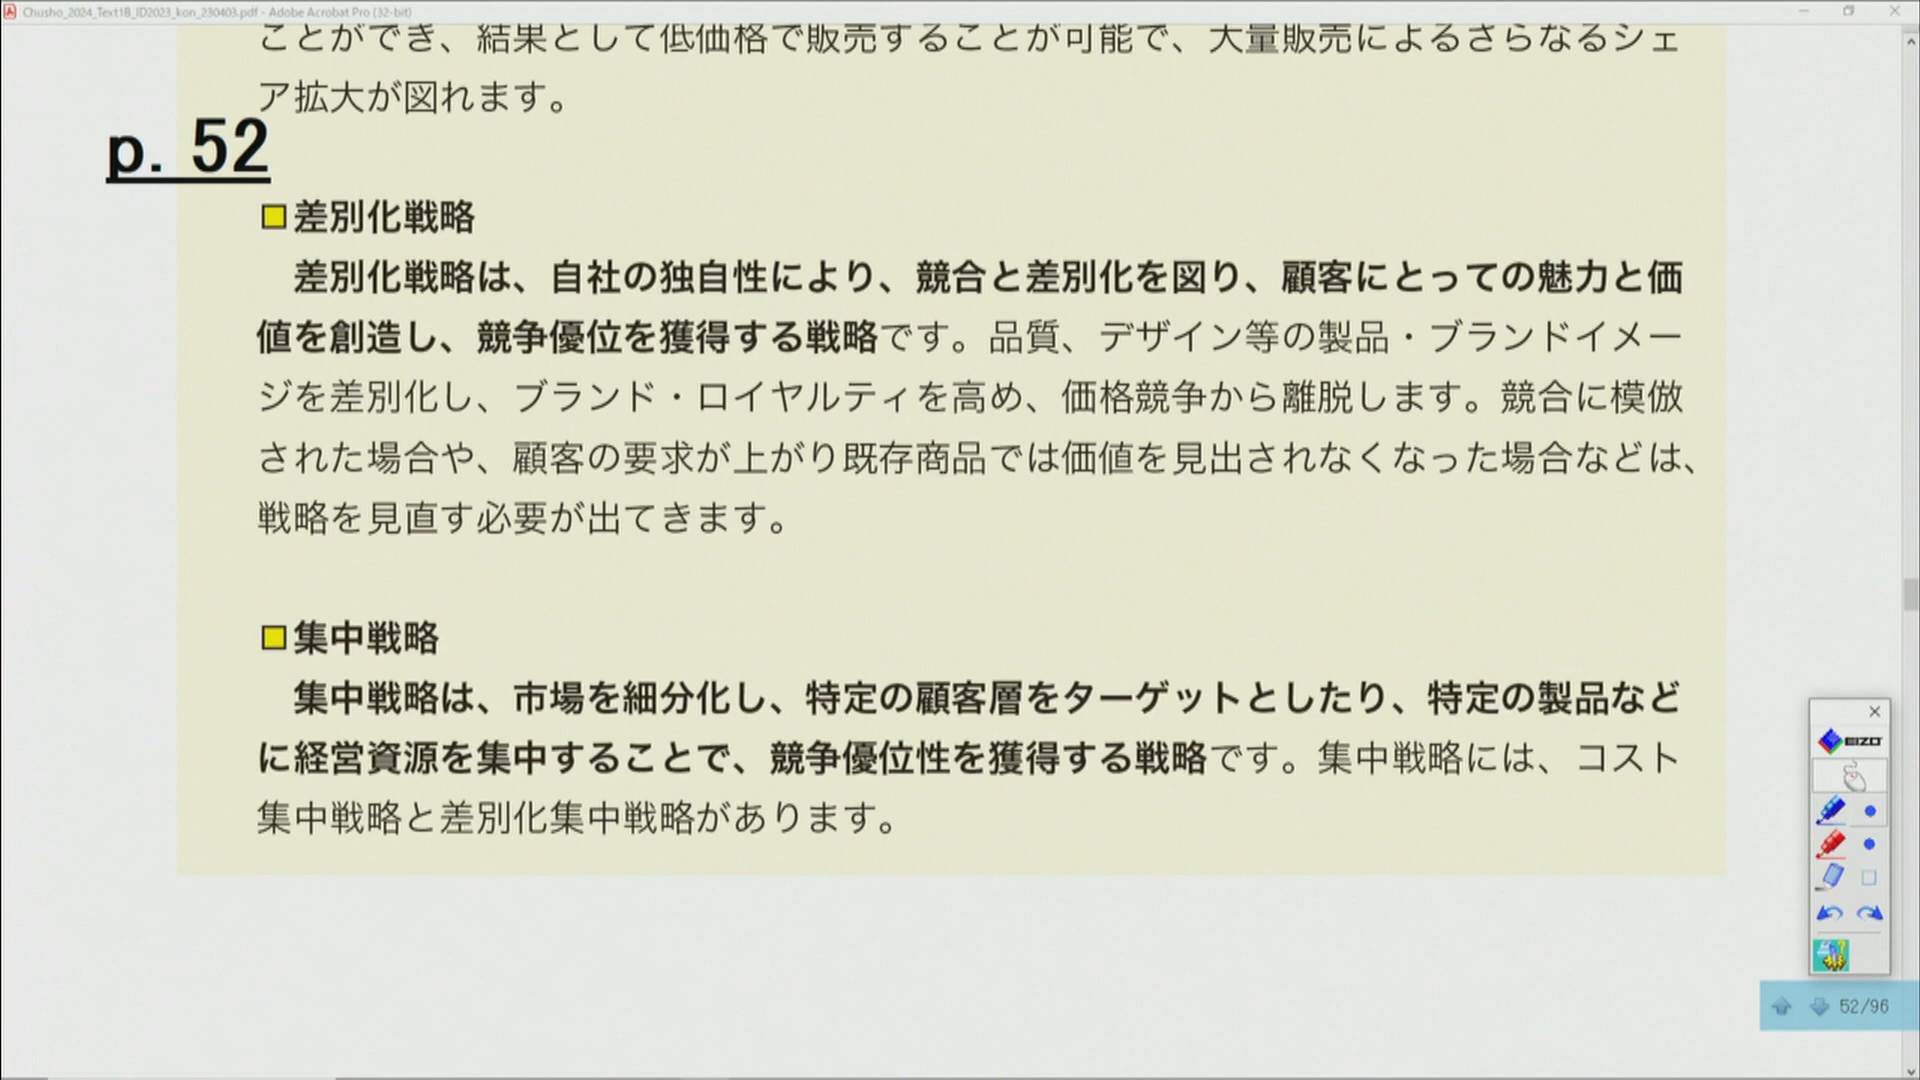 Chusho_2024_Text1B_ID2023_kon_230403.pdf - Adobe Acrobat Pro (32-bit)
ことができ、結果として低価格で販売することが可能で、大量販売によるさらなるシェ
ア拡大が図れます。
p. 52
差別化戦略
差別化戦略は、自社の独自性により、競合と差別化を図り、顧客にとっての魅力と価
値を創造し、競争優位を獲得する戦略です。品質、デザイン等の製品・ブランドイメー
ジを差別化し、ブランド・ロイヤルティを高め、価格競争から離脱します。競合に模倣
された場合や、顧客の要求が上がり既存商品では価値を見出されなくなった場合などは、
戦略を見直す必要が出てきます。
集中戦略
集中戦略は、市場を細分化し、特定の顧客層をターゲットとしたり、特定の製品など
に経営資源を集中することで、競争優位性を獲得する戦略です。集中戦略には、コスト
集中戦略と差別化集中戦略があります。
EIZO
52/96